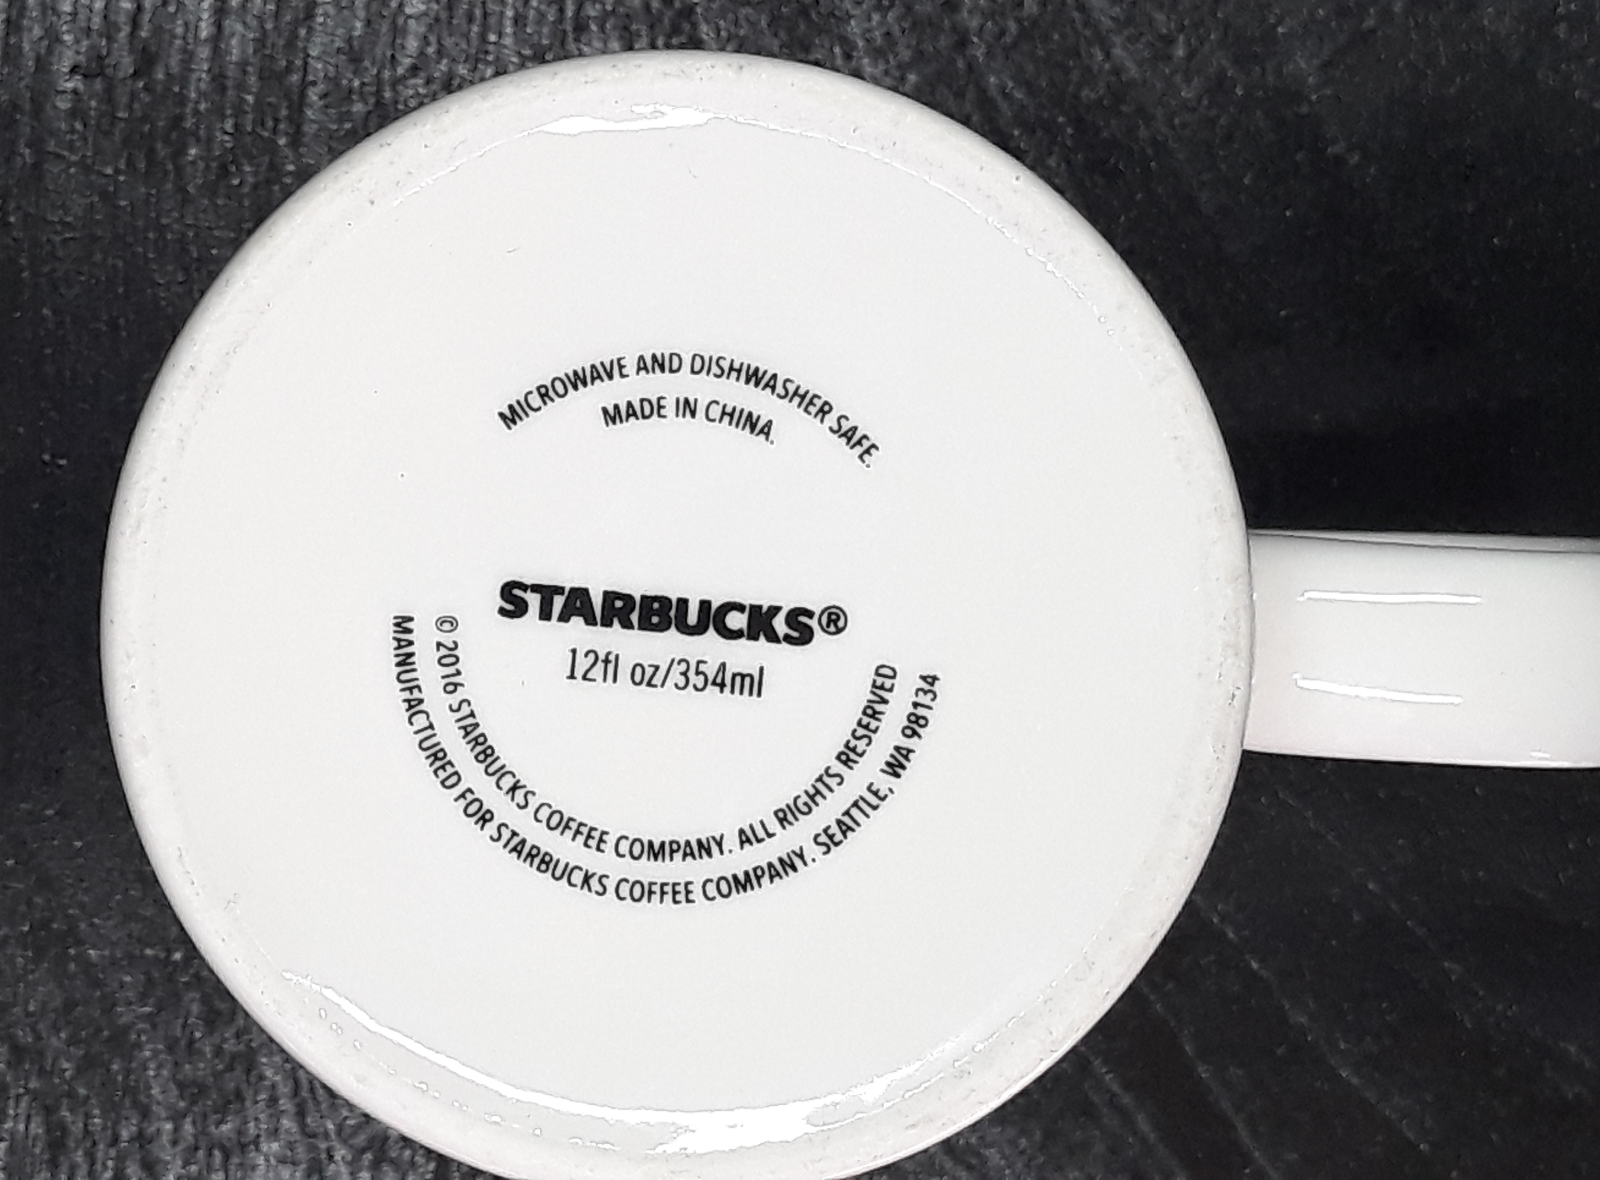 MICROWAVE AND DISHWASHER SAFE.
MADE IN CHINA.
STARBUCKS®
12fl oz/354ml
© 2016 STARBUCKS COFFEE COMPANY. ALL RIGHTS RESERVED
MANUFACTURED FOR STARBUCKS COFFEE COMPANY. SEATTLE, WA 98134